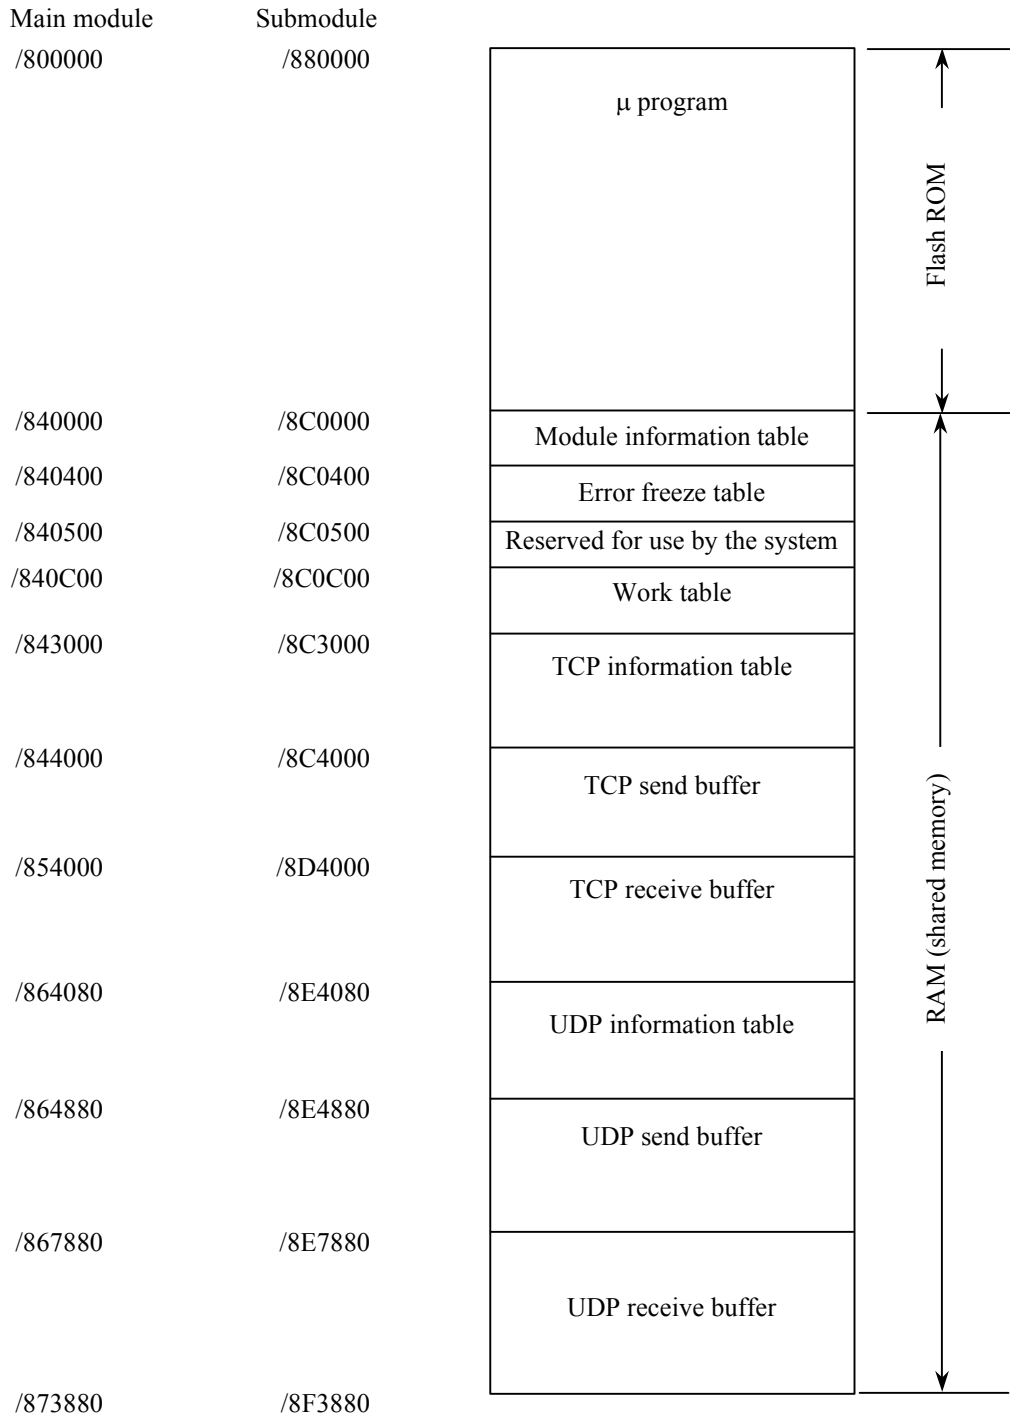 Main module Submodule
/800000 /880000
μ program
Flash ROM
/840000 /8C0000
Module information table
/840400 /8C0400
Error freeze table
/840500 /8C0500
Reserved for use by the system
/840C00 /8C0C00
Work table
/843000 /8C3000
TCP information table
/844000 /8C4000
TCP send buffer
/854000 /8D4000
TCP receive buffer
RAM (shared memory)
/864080 /8E4080
UDP information table
/864880 /8E4880
UDP send buffer
/867880 /8E7880
UDP receive buffer
/873880 /8F3880